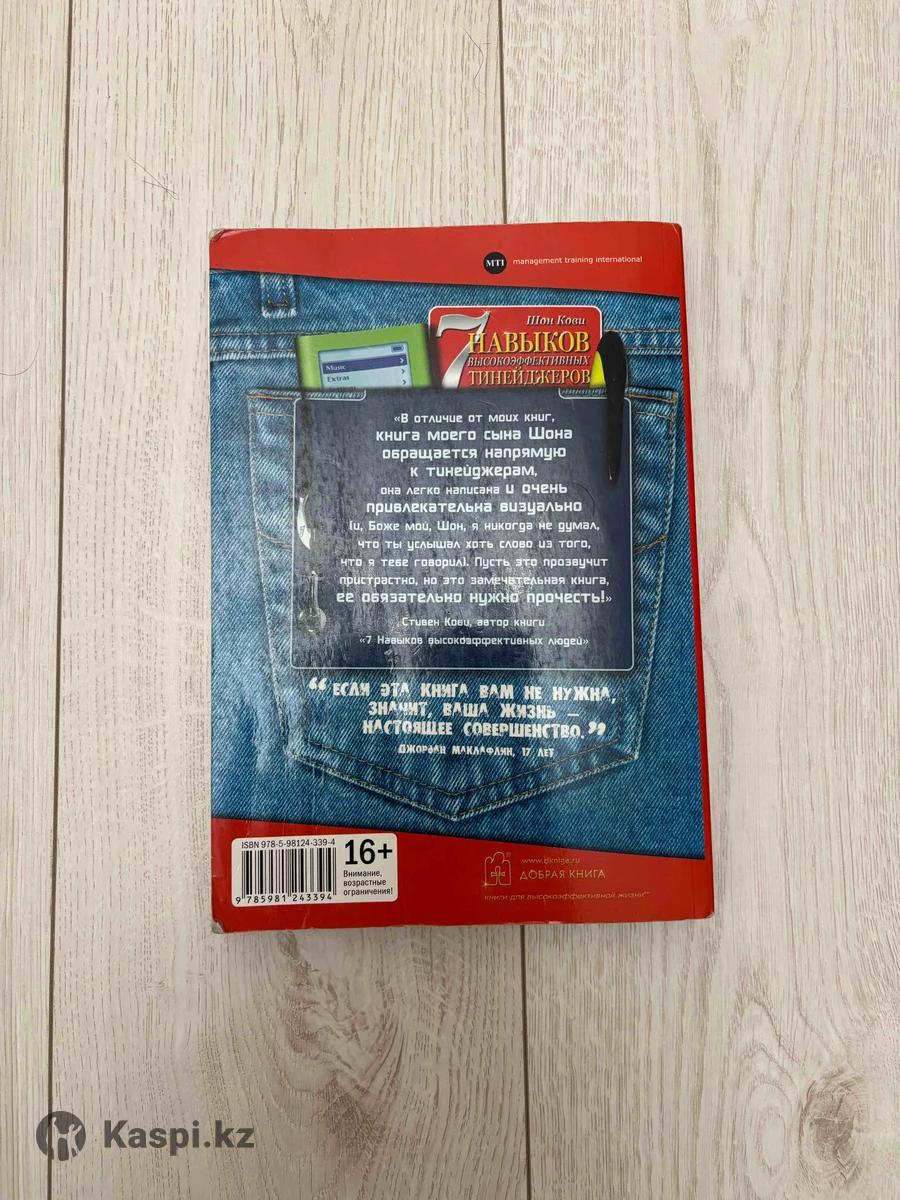 MTI management training international
Шон Кови
7 НАВЫКОВ
ВЫСОКОЭФФЕКТИВНЫХ
ТИНЕЙДЖЕРОВ
Music
Extras
«В отличие от моих книг,
книга моего сына Шона
обращается напрямую
к тинейджерам,
она легко написана и очень
привлекательна визуально
(и, Боже мой, Шон, я никогда не думал,
что ты услышал хоть слово из того,
что я тебе говорил). Пусть это прозвучит
пристрастно, но это замечательная книга,
ее обязательно нужно прочесть!»
Стивен Кови, автор книги
«7 Навыков высокоэффективных людей»
“ЕСЛИ ЭТА КНИГА ВАМ НЕ НУЖНА,
ЗНАЧИТ, ВАША ЖИЗНЬ —
НАСТОЯЩЕЕ СОВЕРШЕНСТВО.”
ДЖОРДАН МАКЛАФЛИН, 17 ЛЕТ
ISBN 978-5-98124-339-4
9 785981 243394
16+
Внимание,
возрастные
ограничения!
www.dkniga.ru
ДОБРАЯ КНИГА
книги для высокоэффективной жизни™
Kaspi.kz